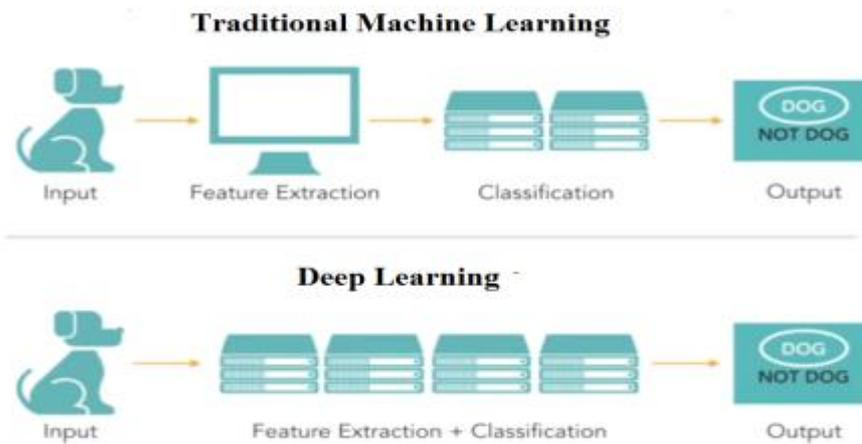 Traditional Machine Learning
DOG
NOT DOG
Input
Feature Extraction
Classification
Output
Deep Learning
DOG
NOT DOG
Input
Feature Extraction + Classification
Output